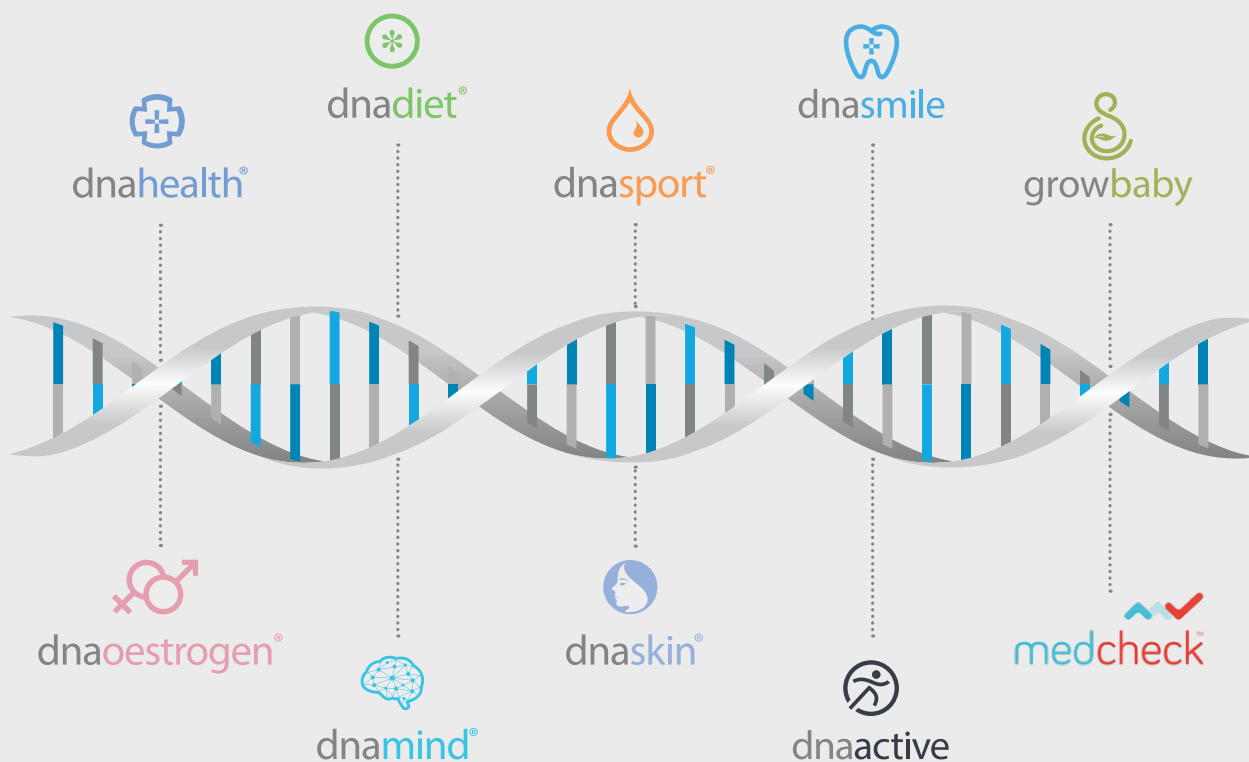 dnadiet®
dnasmile
dnahealth®
dnasport®
growbaby
dnaoestrogen®
dnaskin®
medcheck™
dnamind®
dnaactive